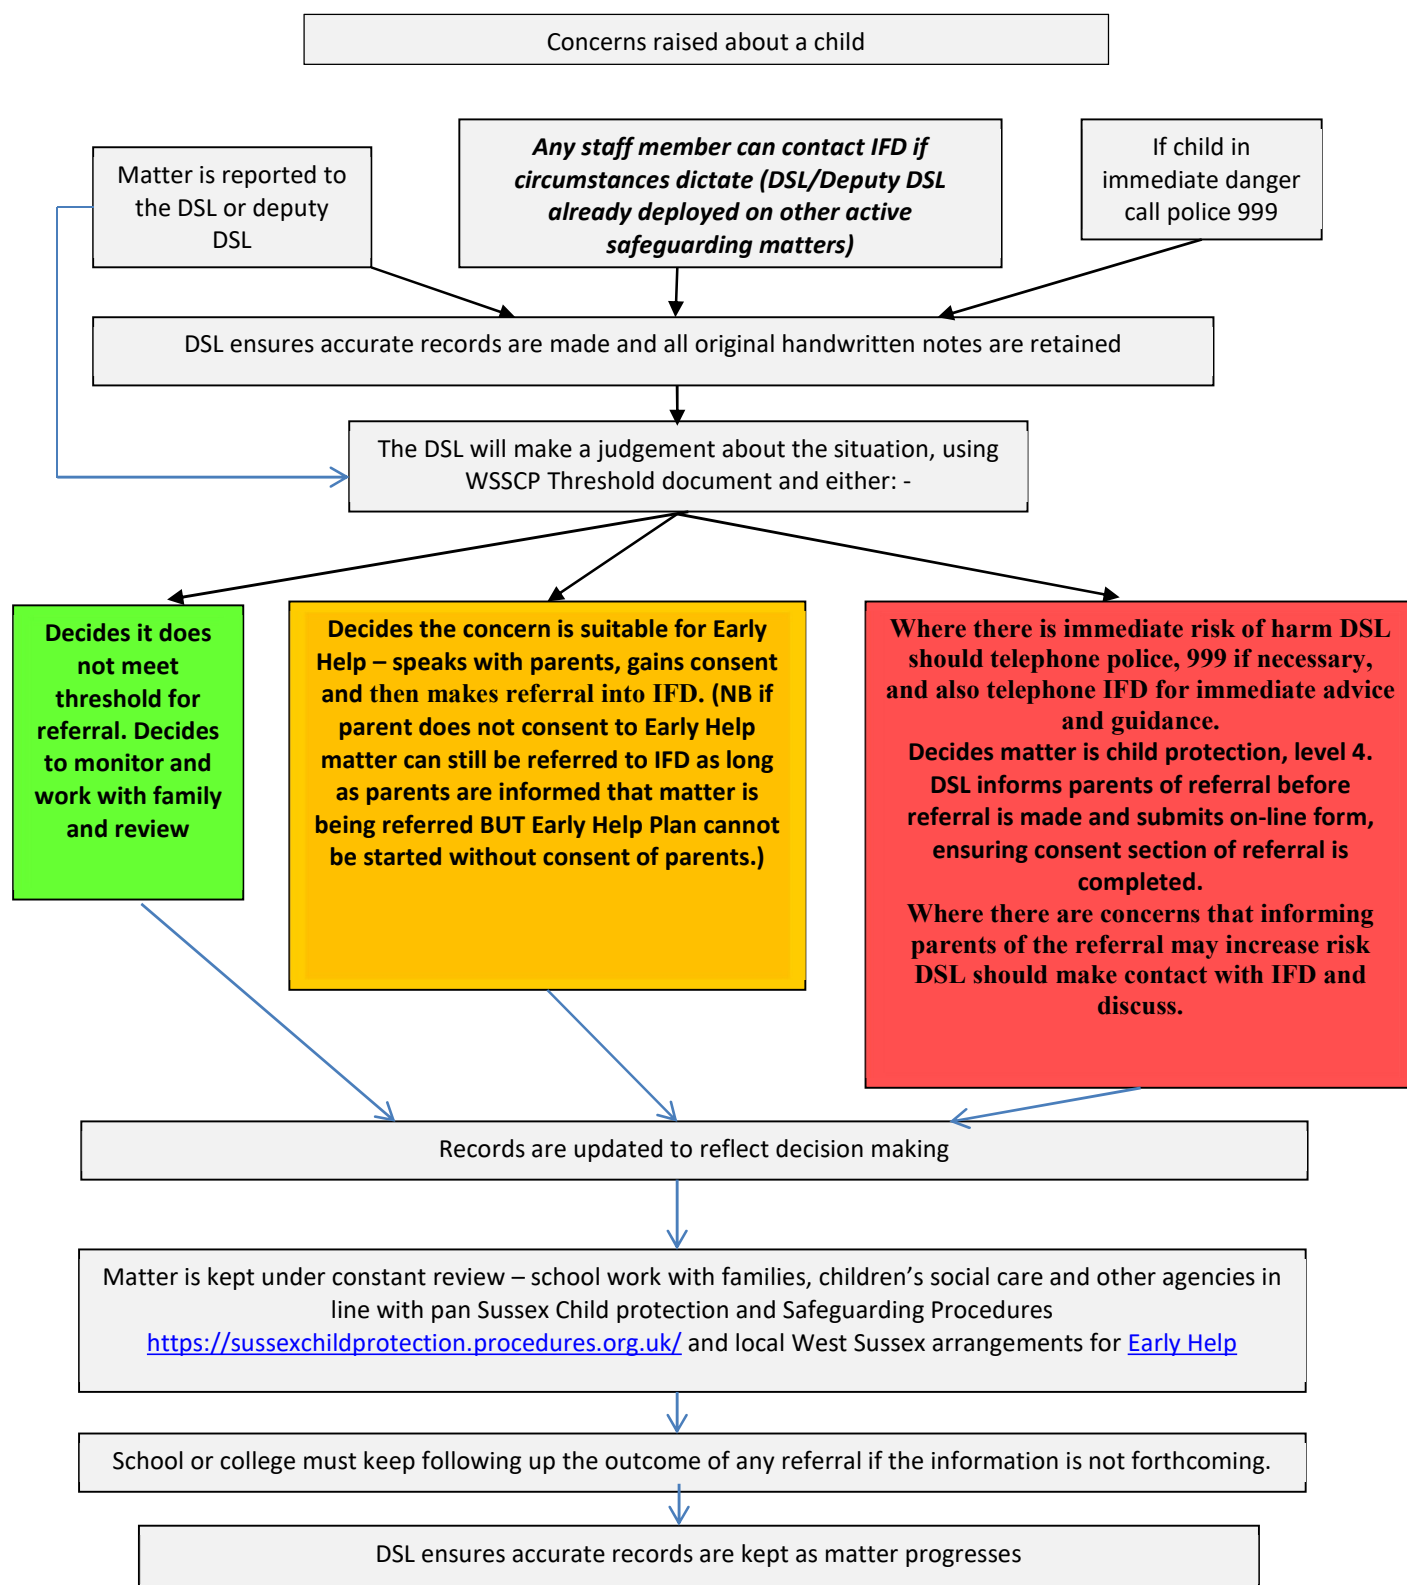 Concerns raised about a child
Matter is reported to
the DSL or deputy
DSL
Any staff member can contact IFD if
circumstances dictate (DSL/Deputy DSL
already deployed on other active
safeguarding matters)
If child in
immediate danger
call police 999
DSL ensures accurate records are made and all original handwritten notes are retained
The DSL will make a judgement about the situation, using
WSSCP Threshold document and either: -
Decides it does
not meet
threshold for
referral. Decides
to monitor and
work with family
and review
Decides the concern is suitable for Early
Help – speaks with parents, gains consent
and then makes referral into IFD. (NB if
parent does not consent to Early Help
matter can still be referred to IFD as long
as parents are informed that matter is
being referred BUT Early Help Plan cannot
be started without consent of parents.)
Where there is immediate risk of harm DSL
should telephone police, 999 if necessary,
and also telephone IFD for immediate advice
and guidance.
Decides matter is child protection, level 4.
DSL informs parents of referral before
referral is made and submits on-line form,
ensuring consent section of referral is
completed.
Where there are concerns that informing
parents of the referral may increase risk
DSL should make contact with IFD and
discuss.
Records are updated to reflect decision making
Matter is kept under constant review – school work with families, children’s social care and other agencies in
line with pan Sussex Child protection and Safeguarding Procedures
https://sussexchildprotection.procedures.org.uk/ and local West Sussex arrangements for Early Help
School or college must keep following up the outcome of any referral if the information is not forthcoming.
DSL ensures accurate records are kept as matter progresses